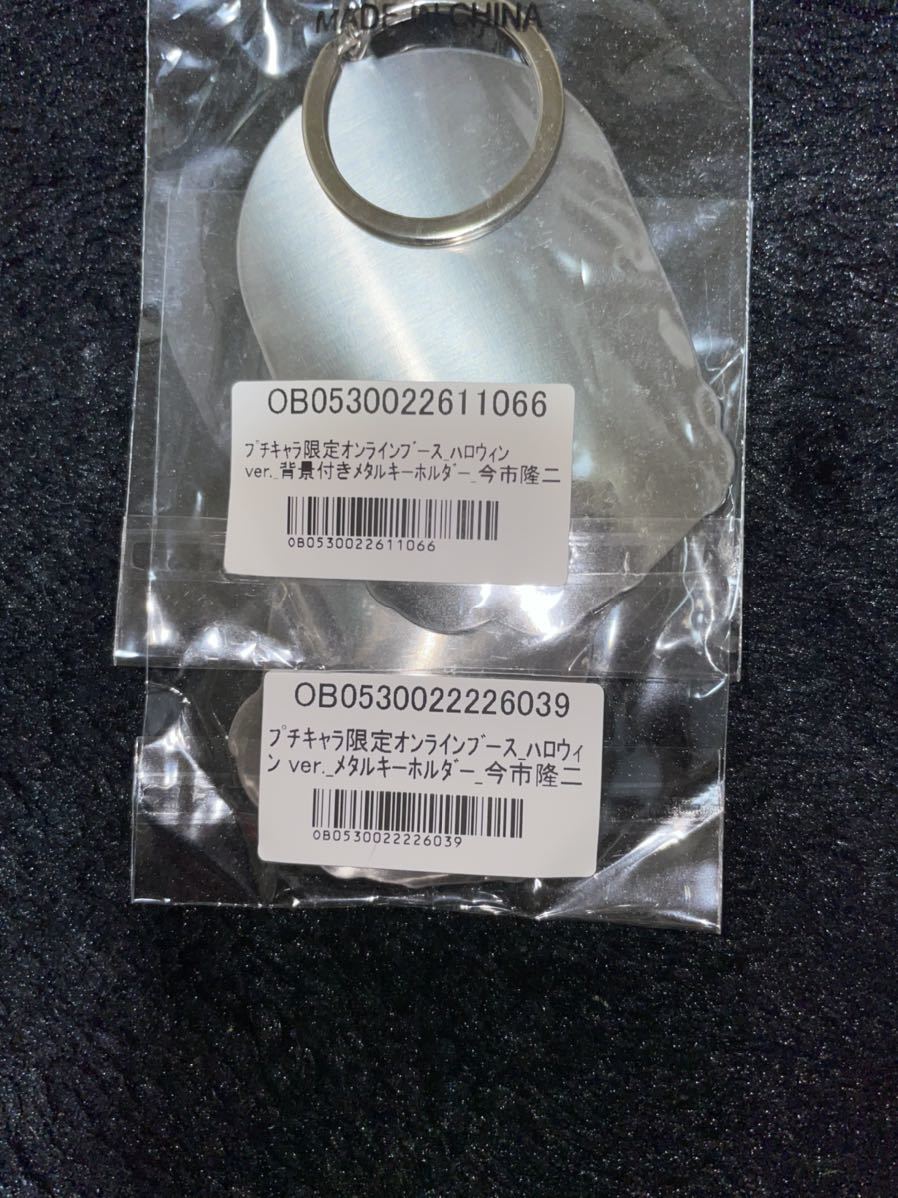 MADE IN CHINA
OB0530022611066
ﾌﾟﾁｷｬﾗ限定ｵﾝﾗｲﾝﾌﾞｰｽ_ﾊﾛｳｨﾝ
ver._背景付きﾒﾀﾙｷｰﾎﾙﾀﾞｰ_今市隆二
OB0530022611066
OB0530022226039
ﾌﾟﾁｷｬﾗ限定ｵﾝﾗｲﾝﾌﾞｰｽ_ﾊﾛｳｨ
ﾝ ver._ﾒﾀﾙｷｰﾎﾙﾀﾞｰ_今市隆二
OB0530022226039